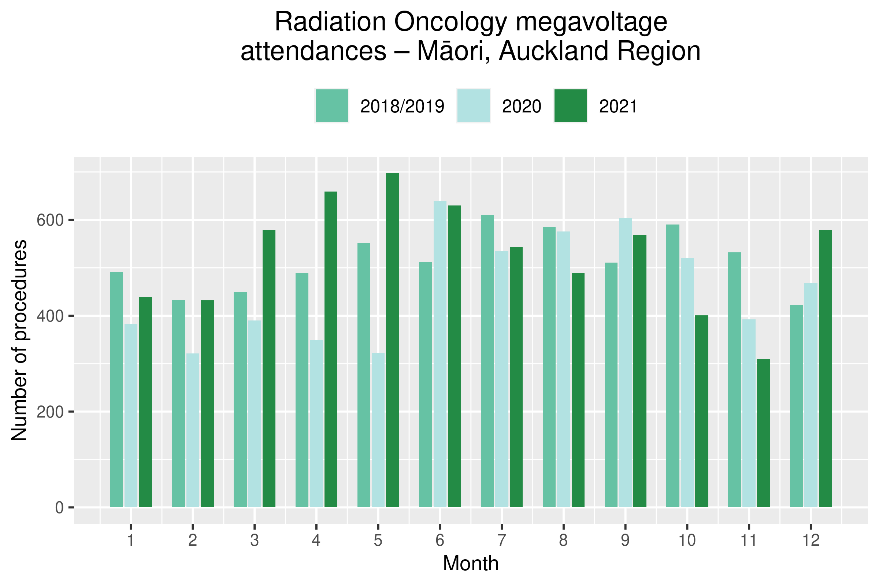 Radiation Oncology megavoltage
attendances – Māori, Auckland Region
2018/2019 2020 2021
Number of procedures
600
400
200
0
1 2 3 4 5 6 7 8 9 10 11 12
Month